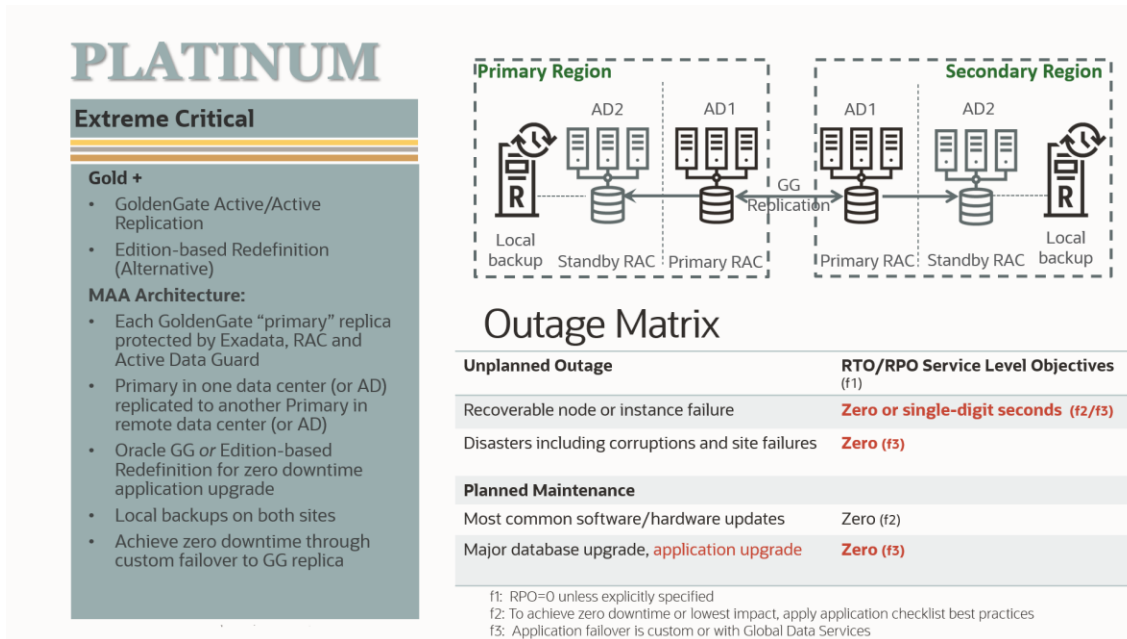 PLATINUM
Extreme Critical
Gold +
• GoldenGate Active/Active
Replication
• Edition-based Redefinition
(Alternative)
MAA Architecture:
• Each GoldenGate “primary” replica
protected by Exadata, RAC and
Active Data Guard
• Primary in one data center (or AD)
replicated to another Primary in
remote data center (or AD)
• Oracle GG or Edition-based
Redefinition for zero downtime
application upgrade
• Local backups on both sites
• Achieve zero downtime through
custom failover to GG replica
Primary Region
AD2
AD1
R
Local
backup
Standby RAC
Primary RAC
GG
Replication
Secondary Region
AD1
AD2
R
Primary RAC
Standby RAC
Local
backup
Outage Matrix
Unplanned Outage RTO/RPO Service Level Objectives
(f1)
Recoverable node or instance failure Zero or single-digit seconds (f2/f3)
Disasters including corruptions and site failures Zero (f3)
Planned Maintenance
Most common software/hardware updates Zero (f2)
Major database upgrade, application upgrade Zero (f3)
f1: RPO=0 unless explicitly specified
f2: To achieve zero downtime or lowest impact, apply application checklist best practices
f3: Application failover is custom or with Global Data Services